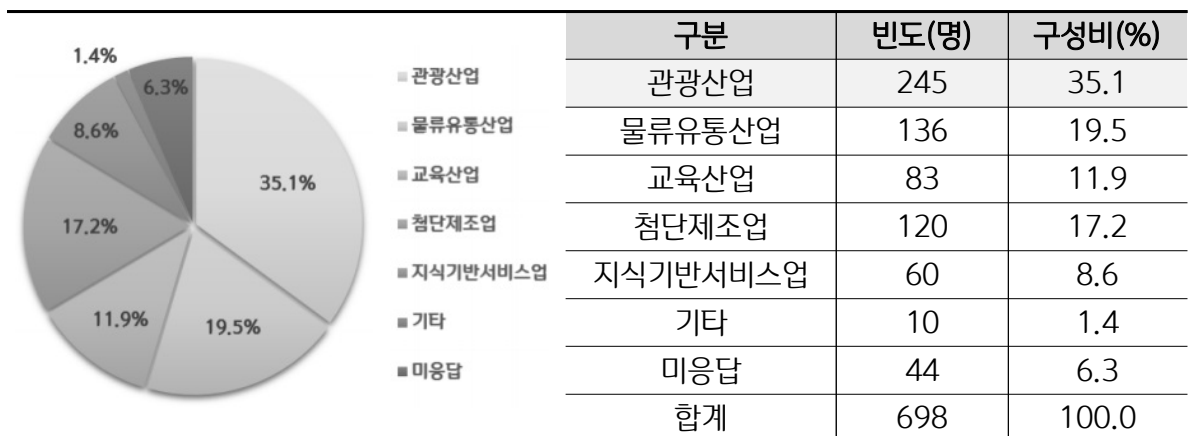 1.4%
6.3%
8.6%
35.1%
17.2%
11.9%
19.5%
관광산업
물류유통산업
교육산업
첨단제조업
지식기반서비스업
기타
미응답
구분 빈도(명) 구성비(%)
관광산업 245 35.1
물류유통산업 136 19.5
교육산업 83 11.9
첨단제조업 120 17.2
지식기반서비스업 60 8.6
기타 10 1.4
미응답 44 6.3
합계 698 100.0